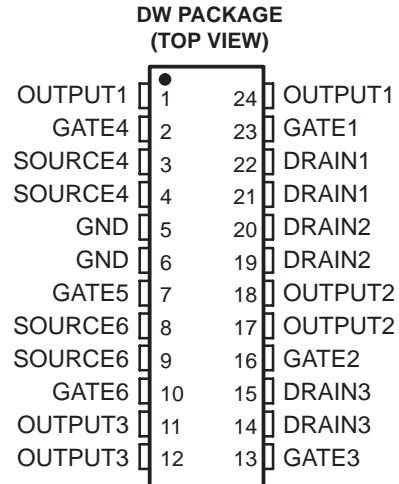 DW PACKAGE
(TOP VIEW)
OUTPUT1 1 24 OUTPUT1
GATE4 2 23 GATE1
SOURCE4 3 22 DRAIN1
SOURCE4 4 21 DRAIN1
GND 5 20 DRAIN2
GND 6 19 DRAIN2
GATE5 7 18 OUTPUT2
SOURCE6 8 17 OUTPUT2
SOURCE6 9 16 GATE2
GATE6 10 15 DRAIN3
OUTPUT3 11 14 DRAIN3
OUTPUT3 12 13 GATE3